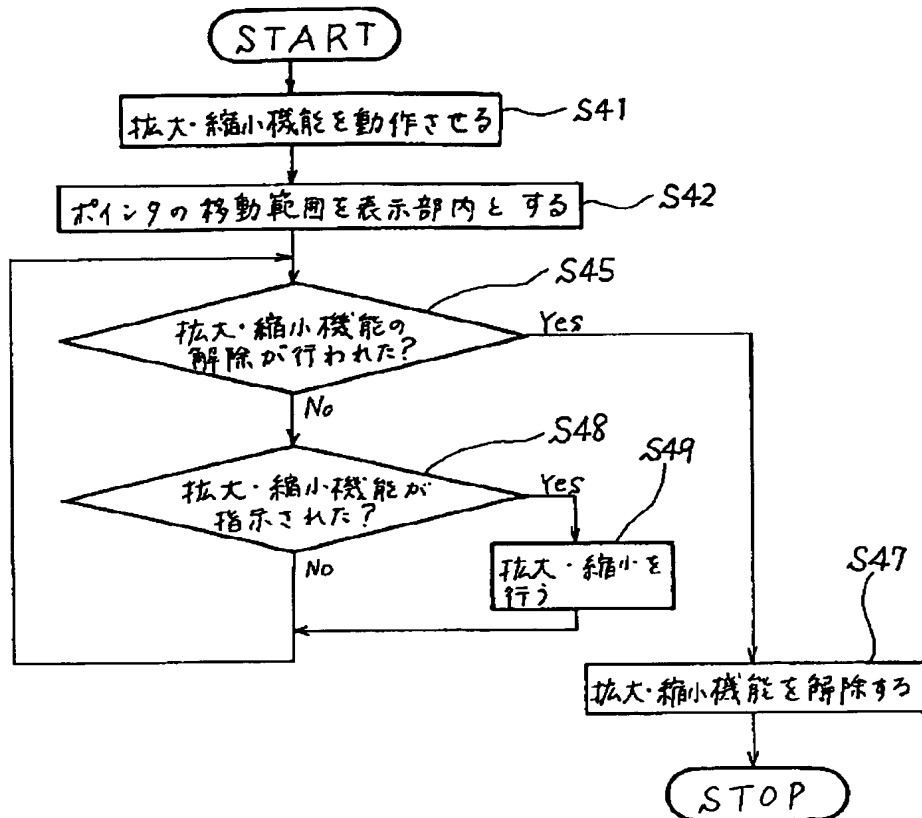 START
拡大・縮小機能を動作させる
S41
ポインタの移動範囲を表示部内とする
S42
S45
拡大・縮小機能の
解除が行われた?
Yes
No
S48
拡大・縮小機能が
指示された?
Yes
No
S49
拡大・縮小を
行う
S47
拡大・縮小機能を解除する
STOP